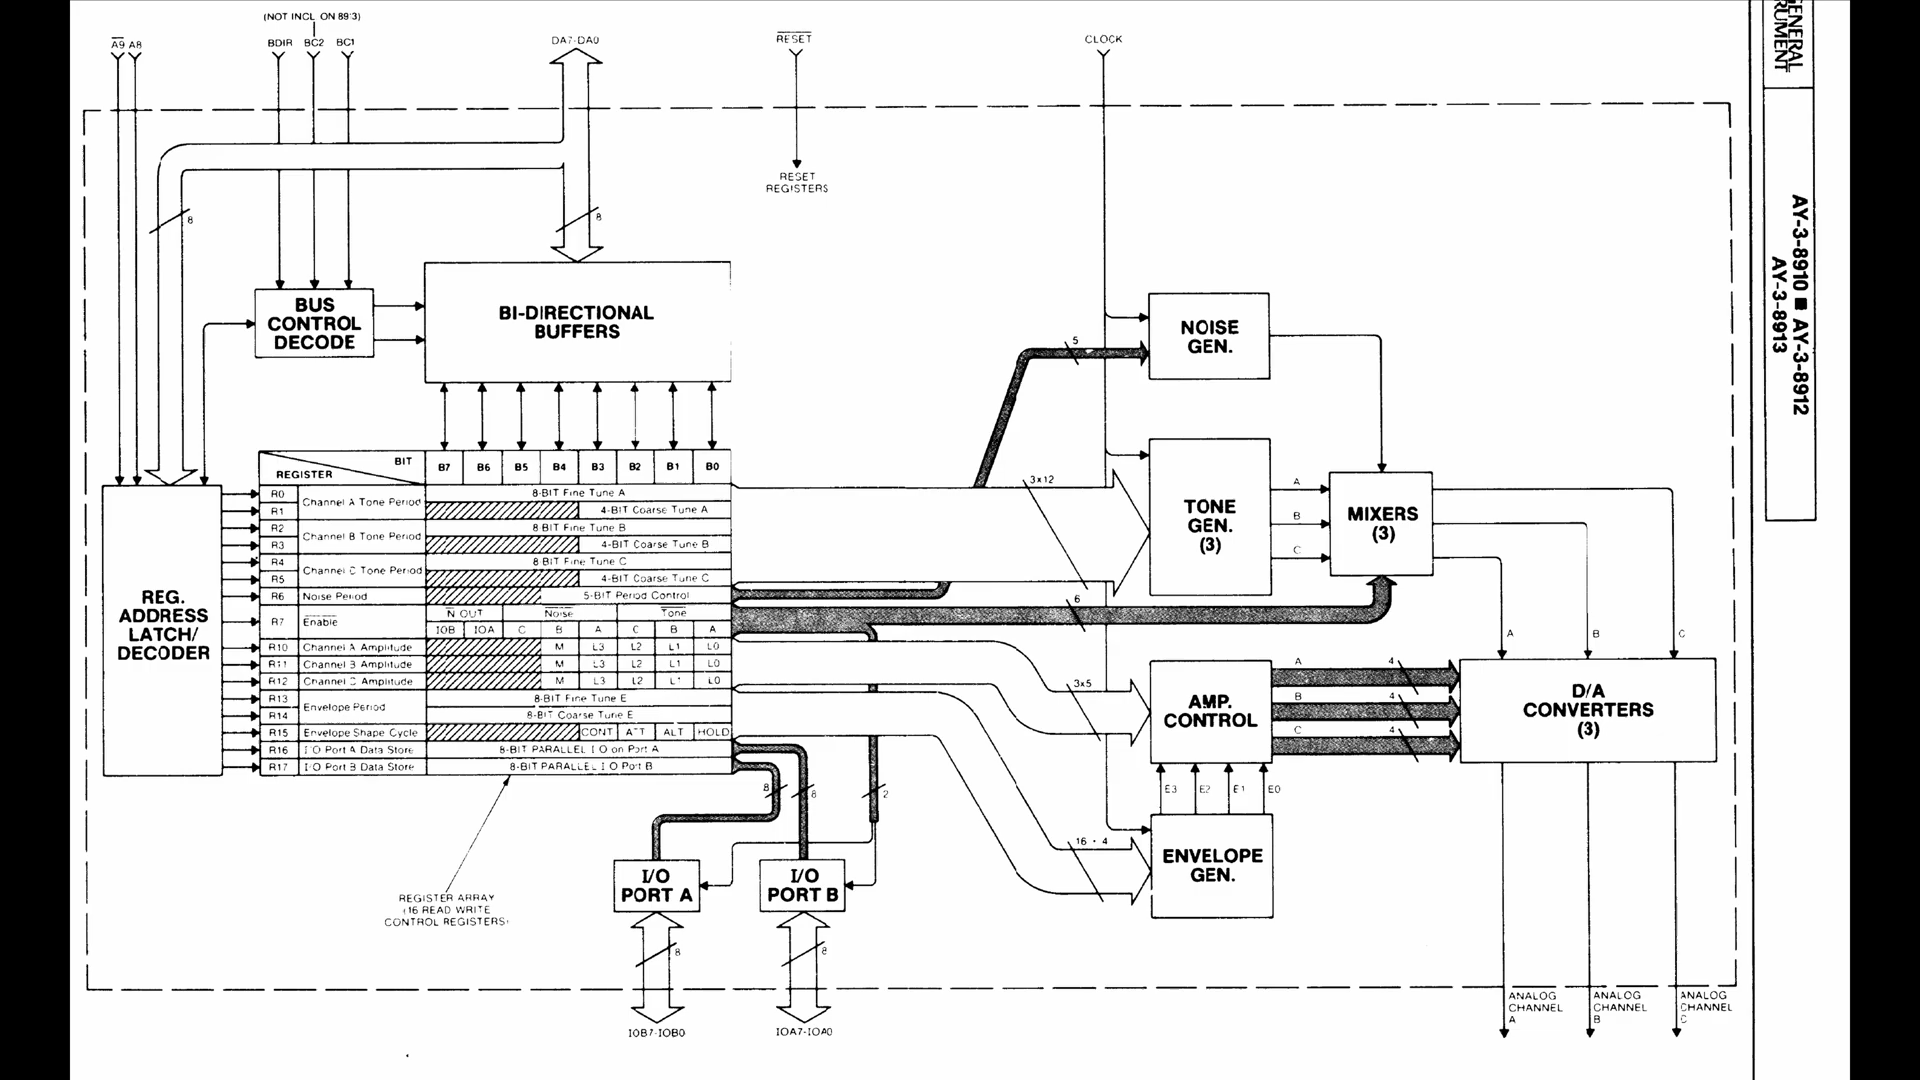 (NOT INCL ON 89'3)
A9 A8
BDIR BC2 BC1
DA7-DA0
RESET
CLOCK
8
8
RESET
REGISTERS
BUS
CONTROL
DECODE
BI-DIRECTIONAL
BUFFERS
NOISE
GEN.
5
BIT
REGISTER
B7 B6 B5 B4 B3 B2 B1 B0
R0 Channel A Tone Period 8-BIT Fine Tune A
R1 4-BIT Coarse Tune A
R2 Channel B Tone Period 8-BIT Fine Tune B
R3 4-BIT Coarse Tune B
R4 Channel C Tone Period 8-BIT Fine Tune C
R5 4-BIT Coarse Tune C
R6 Noise Period 5-BIT Period Control
R7 Enable IN OUT Noise Tone
IOB IOA C B A C B A
R10 Channel A Amplitude M L3 L2 L1 L0
R11 Channel B Amplitude M L3 L2 L1 L0
R12 Channel C Amplitude M L3 L2 L1 L0
R13 Envelope Period 8-BIT Fine Tune E
R14 8-BIT Coarse Tune E
R15 Envelope Shape Cycle CONT ATT ALT HOLD
R16 I/O Port A Data Store 8-BIT PARALLEL I O on Port A
R17 I/O Port B Data Store 8-BIT PARALLEL I O Port B
REG.
ADDRESS
LATCH/
DECODER
3x12
TONE
GEN.
(3)
A
B
C
MIXERS
(3)
6
A B C
3x5
AMP.
CONTROL
A 4
B 4
C 4
D/A
CONVERTERS
(3)
E3 E2 E1 E0
16 + 4
ENVELOPE
GEN.
8 8 2
I/O
PORT A
I/O
PORT B
REGISTER ARRAY
(16 READ WRITE
CONTROL REGISTERS)
8
8
IOB7-IOB0
IOA7-IOA0
ANALOG
CHANNEL
A
ANALOG
CHANNEL
B
ANALOG
CHANNEL
C
GENERAL
RUMENT
AY-3-8910 ■ AY-3-8912
AY-3-8913